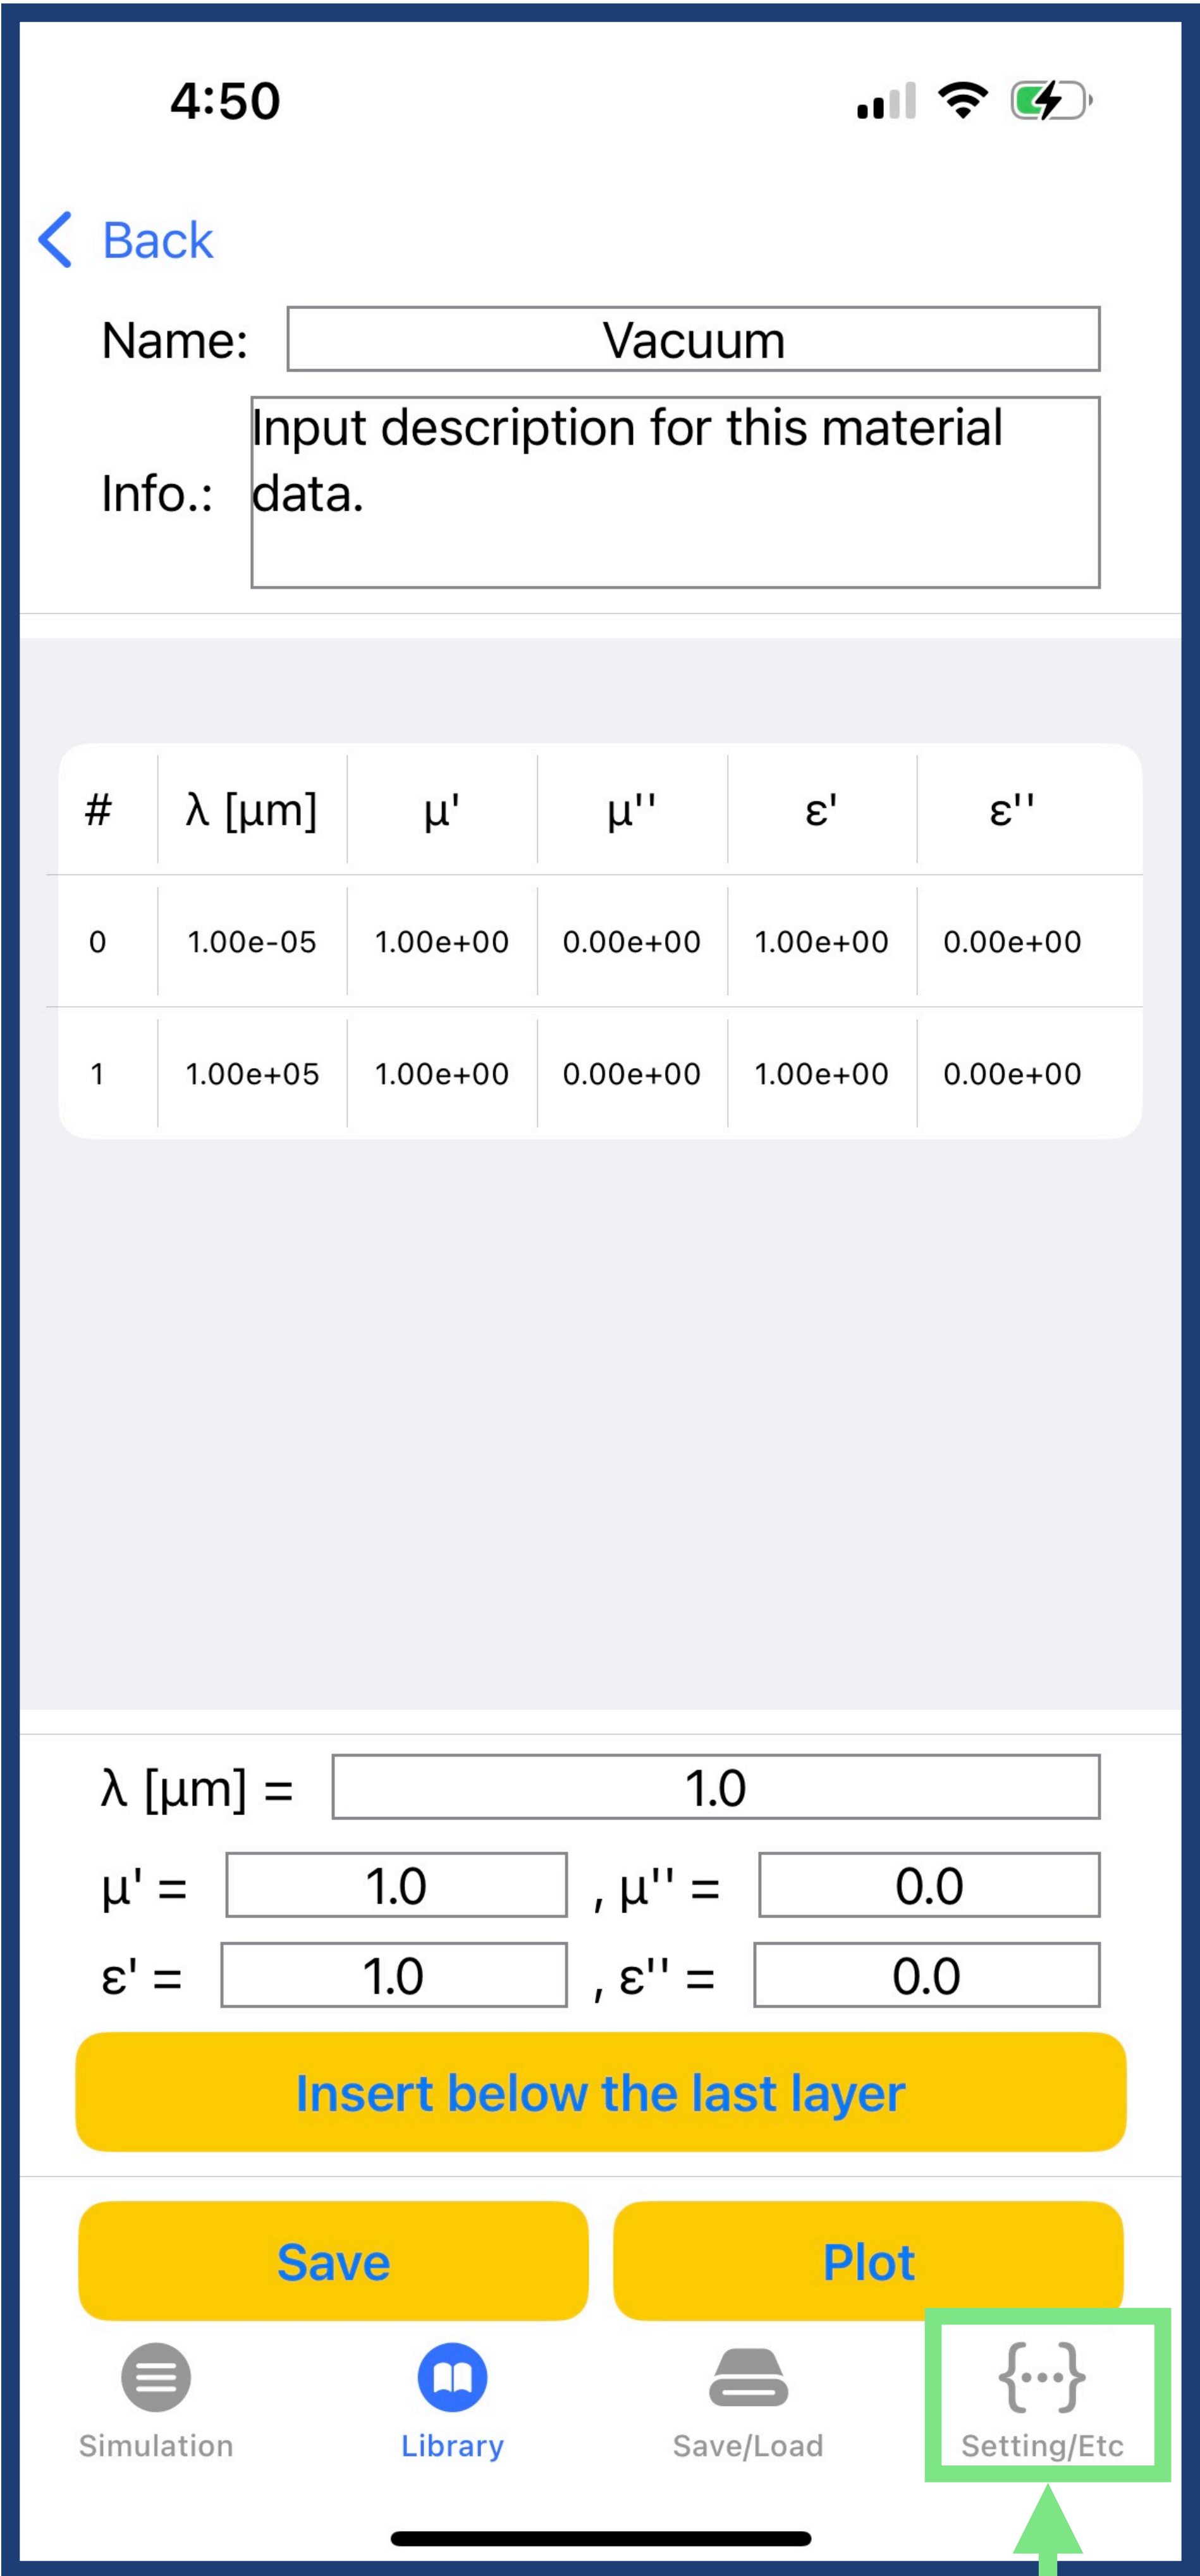 4:50
Back
Name: Vacuum
Input description for this material
Info.: data.
# λ [μm] μ' μ'' ε' ε''
0 1.00e-05 1.00e+00 0.00e+00 1.00e+00 0.00e+00
1 1.00e+05 1.00e+00 0.00e+00 1.00e+00 0.00e+00
λ [μm] = 1.0
μ' = 1.0 , μ'' = 0.0
ε' = 1.0 , ε'' = 0.0
Insert below the last layer
Save Plot
Simulation Library Save/Load Setting/Etc